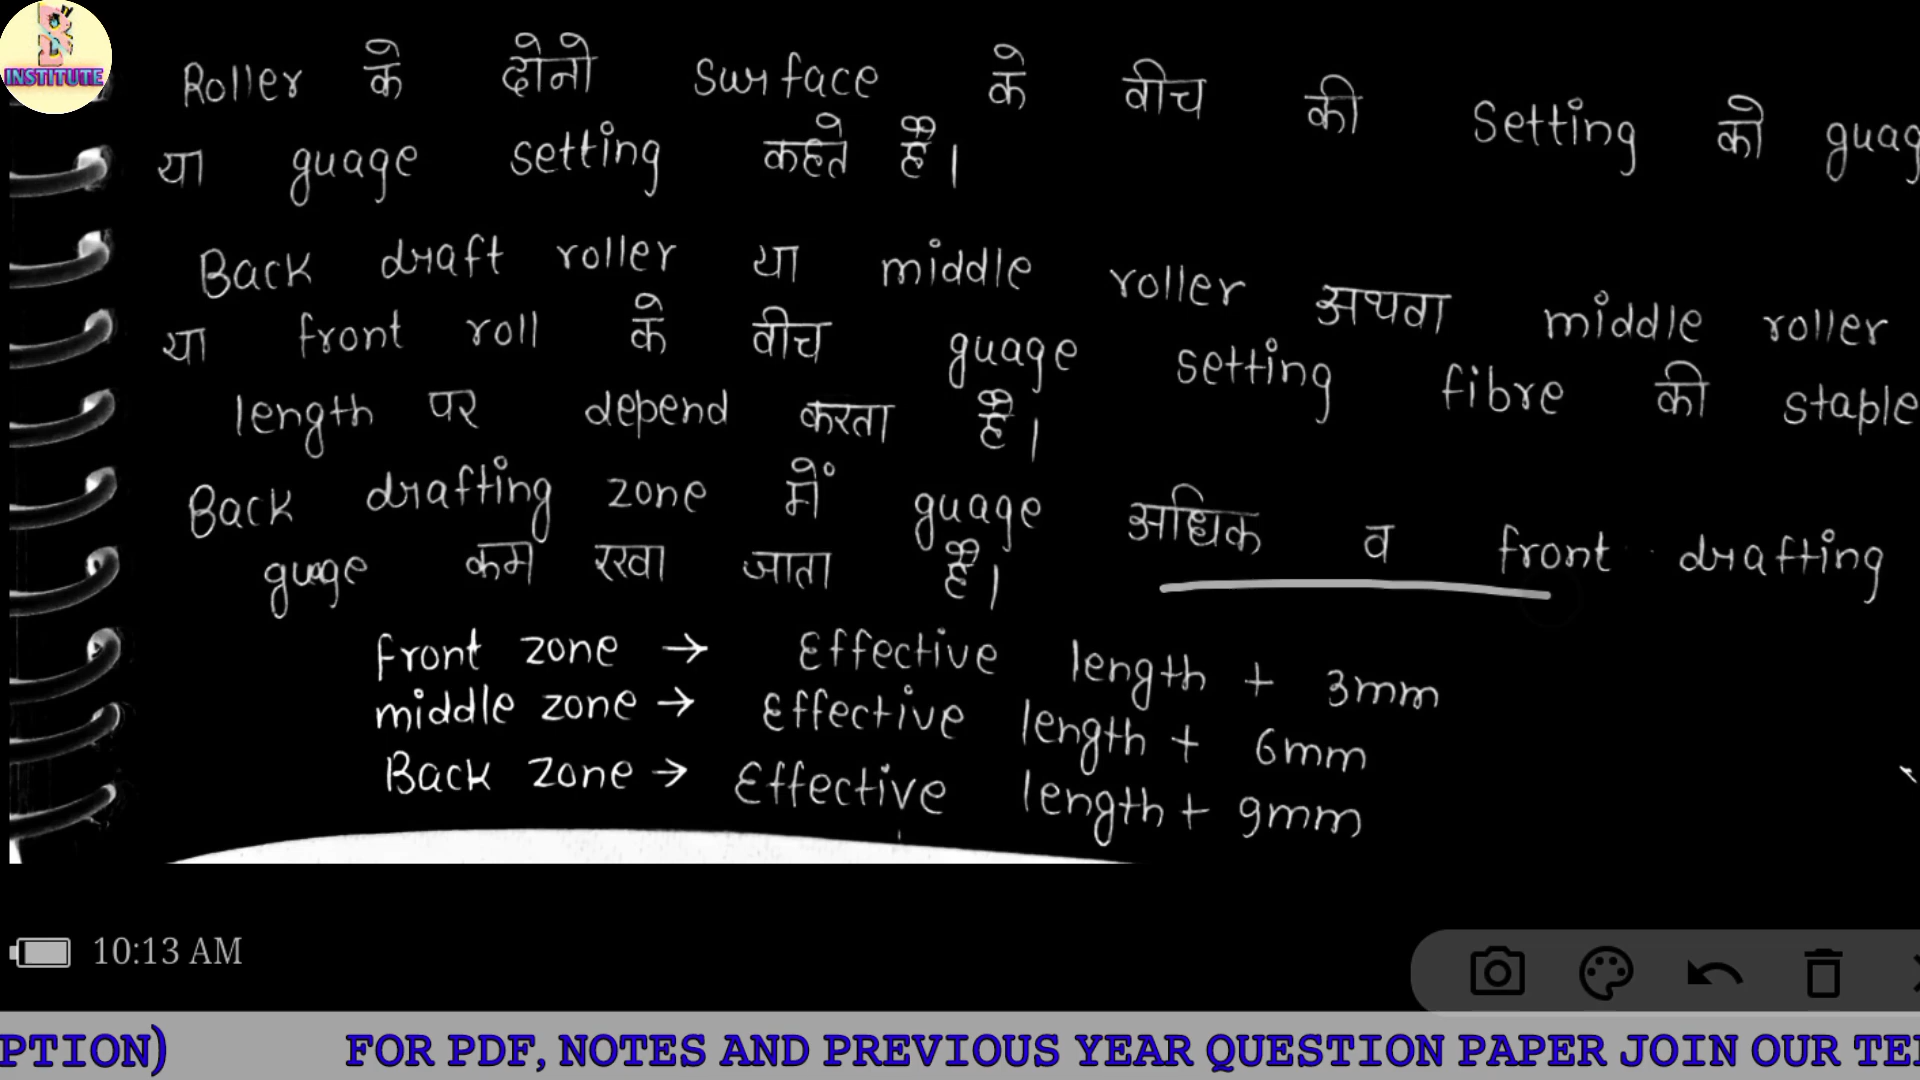 INSTITUTE
Roller के दोनो Surface के वीच की Setting को guag
या guage setting कहते हैं।
Back draft roller या middle roller अथवा middle roller
या front roll के वीच guage setting fibre की staple
length पर depend करता है।
Back drafting zone में guage अधिक व front drafting
guage कम रखा जाता है।
Front zone → Effective length + 3mm
middle zone → Effective length + 6mm
Back zone → Effective length + 9mm
10:13 AM
PTION) FOR PDF, NOTES AND PREVIOUS YEAR QUESTION PAPER JOIN OUR TE